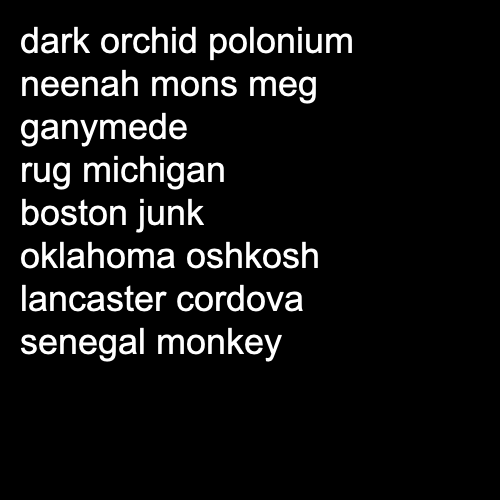 dark orchid polonium
neenah mons meg
ganymede
rug michigan
boston junk
oklahoma oshkosh
lancaster cordova
senegal monkey